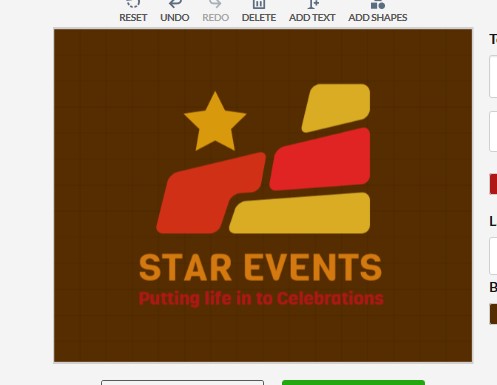 RESET UNDO REDO DELETE ADD TEXT ADD SHAPES
STAR EVENTS
Putting life in to Celebrations